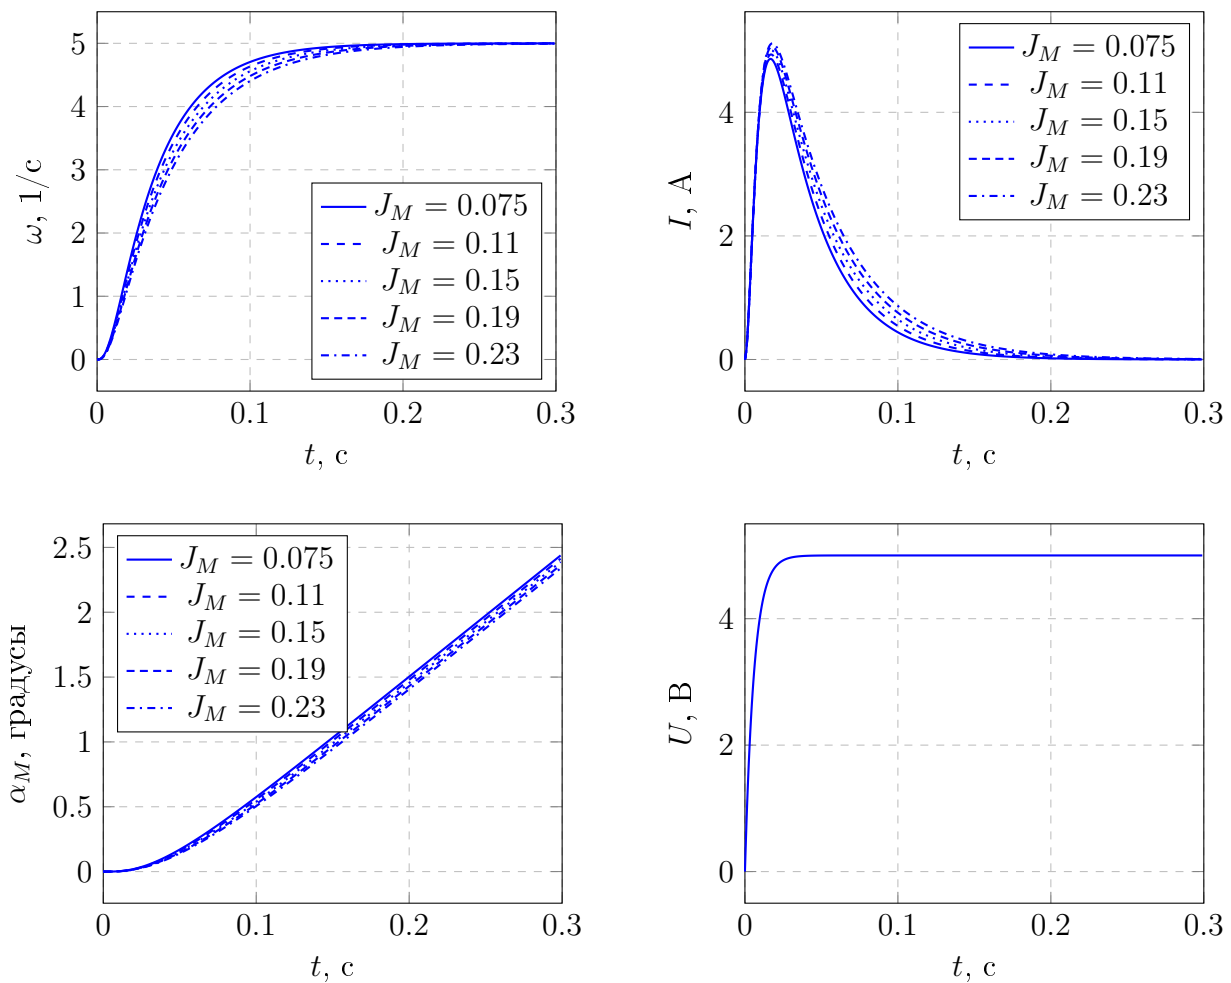 5
4
3
2
1
0
ω, 1/с
J_M = 0.075
J_M = 0.11
J_M = 0.15
J_M = 0.19
J_M = 0.23
0 0.1 0.2 0.3
t, с
4
2
0
I, А
J_M = 0.075
J_M = 0.11
J_M = 0.15
J_M = 0.19
J_M = 0.23
0 0.1 0.2 0.3
t, с
2.5
2
1.5
1
0.5
0
α_M, градусы
J_M = 0.075
J_M = 0.11
J_M = 0.15
J_M = 0.19
J_M = 0.23
0 0.1 0.2 0.3
t, с
4
2
0
U, В
0 0.1 0.2 0.3
t, с